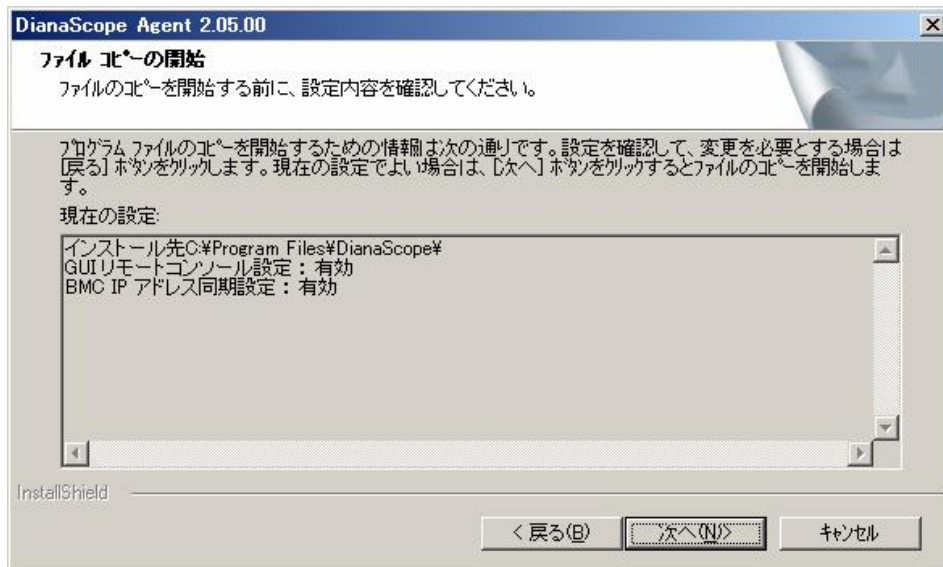 DianaScope Agent 2.05.00
ファイル コピーの開始
ファイルのコピーを開始する前に、設定内容を確認してください。
プログラム ファイルのコピーを開始するための情報は次の通りです。設定を確認して、変更を必要とする場合は
[戻る] ボタンをクリックします。現在の設定でよい場合は、[次へ] ボタンをクリックするとファイルのコピーを開始しま
す。
現在の設定:
インストール先C:¥Program Files¥DianaScope¥
GUIリモートコンソール設定：有効
BMC IP アドレス同期設定：有効
InstallShield
< 戻る(B)
次へ(N)>
キャンセル